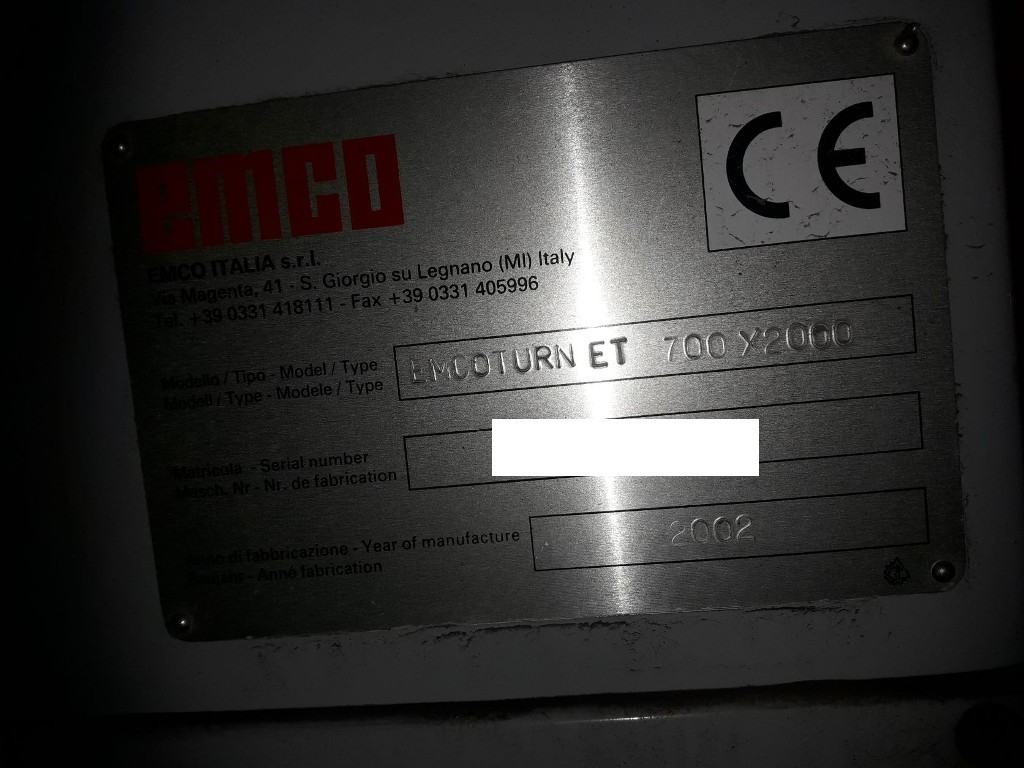 emco
CE
EMCO ITALIA s.r.l.
Via Magenta, 41 - S. Giorgio su Legnano (MI) Italy
Tel. +39 0331 418111 - Fax +39 0331 405996
Modello / Tipo - Model / Type
Modell / Type - Modele / Type
EMCOTURN ET 700 X2000
Matricola - Serial number
Masch. Nr - Nr. de fabrication
Anno di fabbricazione - Year of manufacture
Baujahr - Anné fabrication
2002